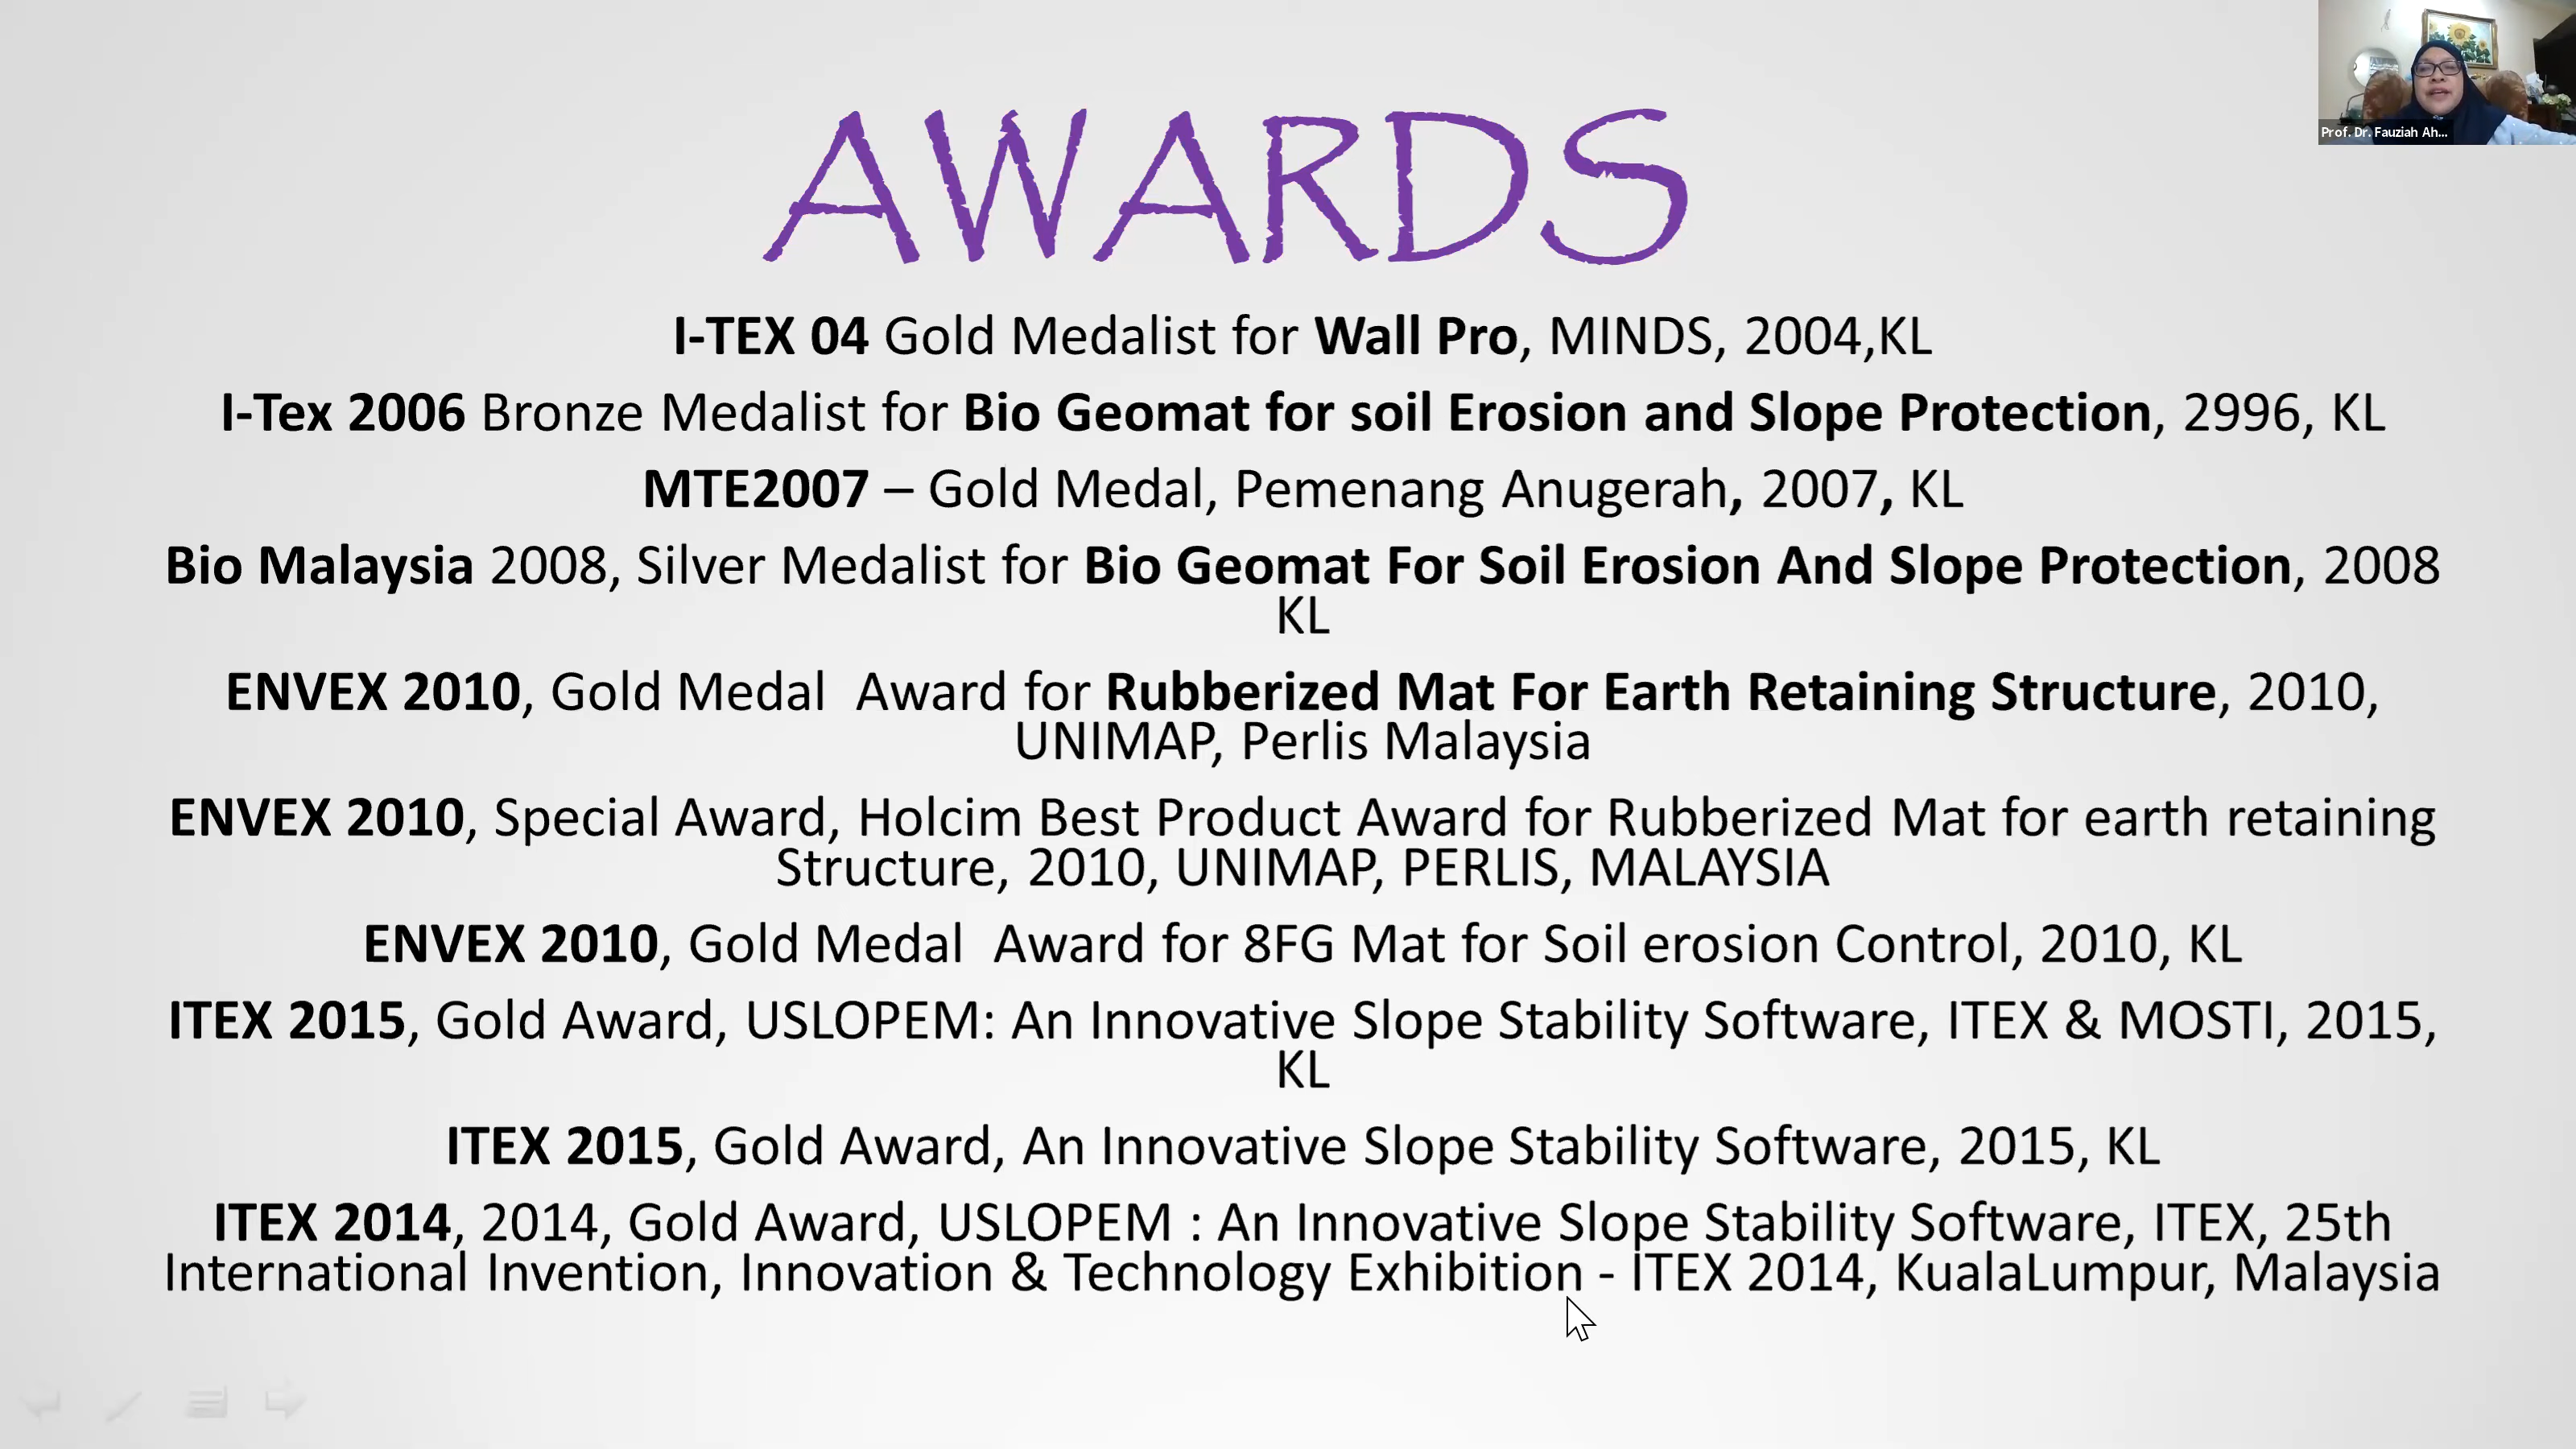 Prof. Dr. Fauziah Ah...
AWARDS
I-TEX 04 Gold Medalist for Wall Pro, MINDS, 2004,KL
I-Tex 2006 Bronze Medalist for Bio Geomat for soil Erosion and Slope Protection, 2996, KL
MTE2007 – Gold Medal, Pemenang Anugerah, 2007, KL
Bio Malaysia 2008, Silver Medalist for Bio Geomat For Soil Erosion And Slope Protection, 2008
KL
ENVEX 2010, Gold Medal  Award for Rubberized Mat For Earth Retaining Structure, 2010,
UNIMAP, Perlis Malaysia
ENVEX 2010, Special Award, Holcim Best Product Award for Rubberized Mat for earth retaining
Structure, 2010, UNIMAP, PERLIS, MALAYSIA
ENVEX 2010, Gold Medal  Award for 8FG Mat for Soil erosion Control, 2010, KL
ITEX 2015, Gold Award, USLOPEM: An Innovative Slope Stability Software, ITEX & MOSTI, 2015,
KL
ITEX 2015, Gold Award, An Innovative Slope Stability Software, 2015, KL
ITEX 2014, 2014, Gold Award, USLOPEM : An Innovative Slope Stability Software, ITEX, 25th
International Invention, Innovation & Technology Exhibition - ITEX 2014, KualaLumpur, Malaysia